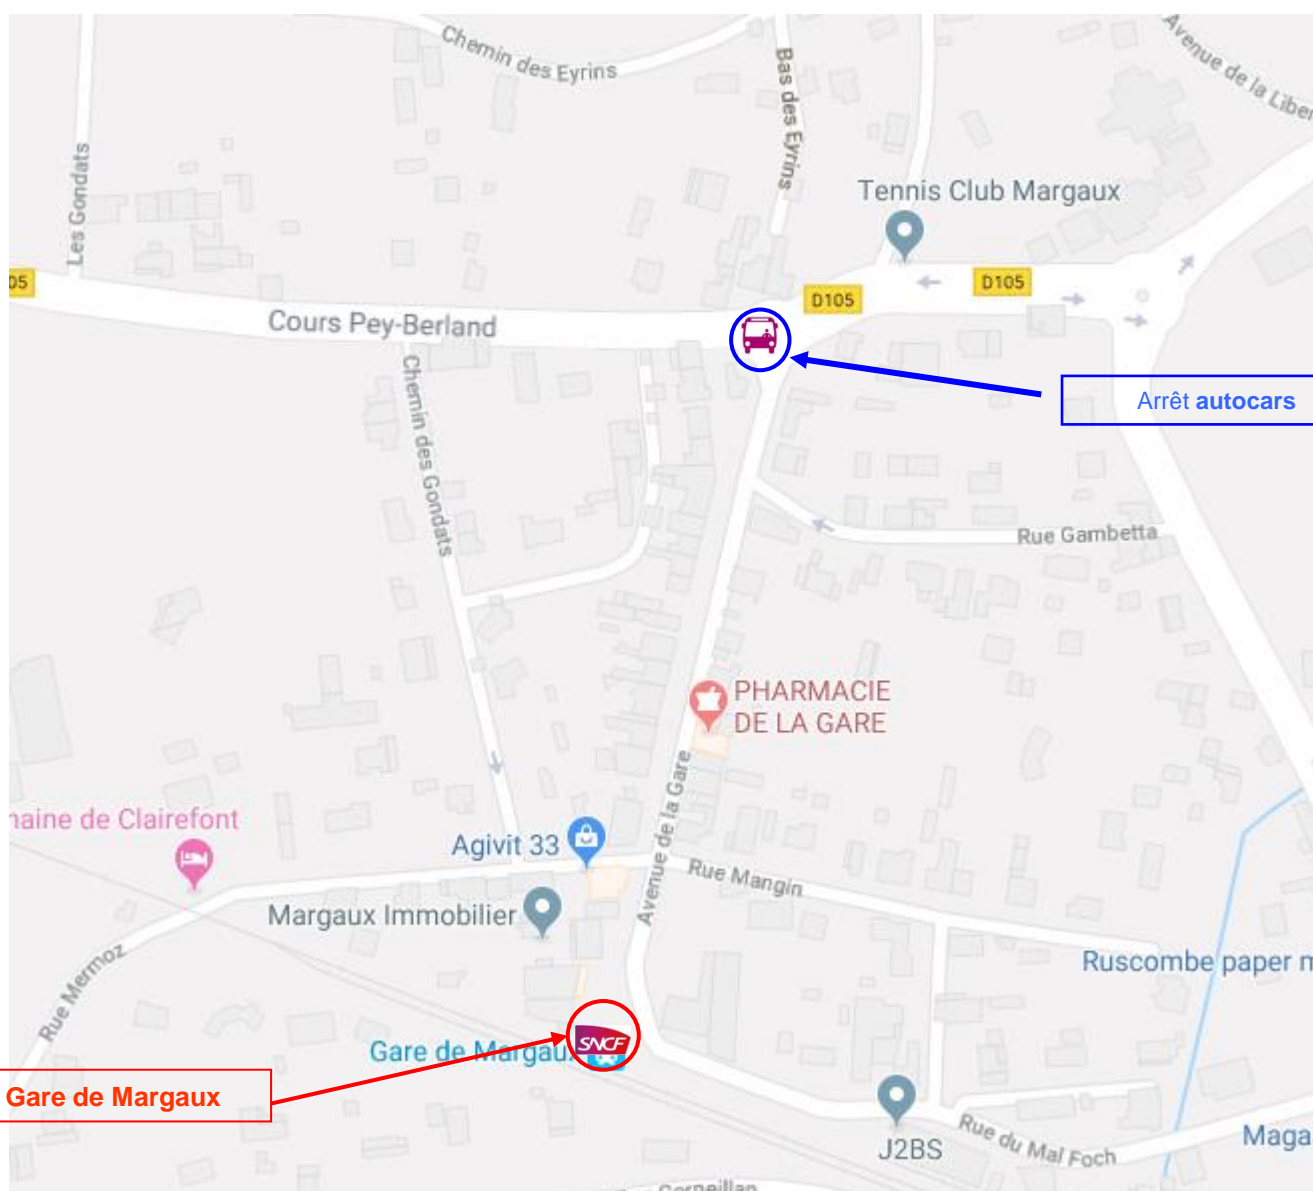 Chemin des Eyrins
Bas des Eyrins
Avenue de la Liber
Les Gondats
Tennis Club Margaux
05
D105
D105
Cours Pey-Berland
Arrêt autocars
Chemin des Gondats
Rue Gambetta
PHARMACIE
DE LA GARE
Avenue de la Gare
naine de Clairefont
Agivit 33
Rue Mangin
Margaux Immobilier
Rue Mermoz
Ruscombe paper m
SNCF
Gare de Margaux
Gare de Margaux
J2BS
Rue du Mal Foch
Maga